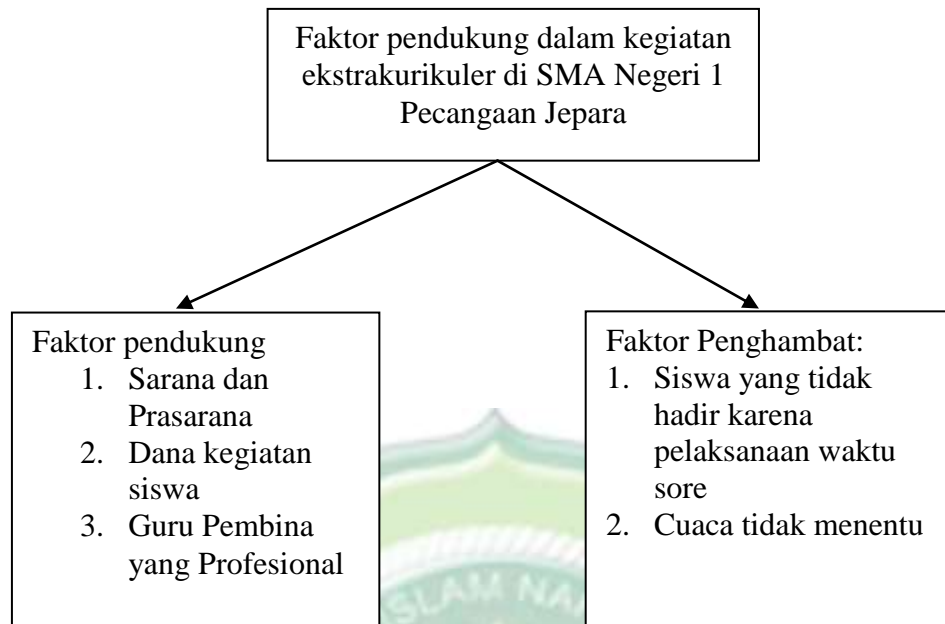 Faktor pendukung dalam kegiatan
ekstrakurikuler di SMA Negeri 1
Pecangaan Jepara
Faktor pendukung
1. Sarana dan
Prasarana
2. Dana kegiatan
siswa
3. Guru Pembina
yang Profesional
Faktor Penghambat:
1. Siswa yang tidak
hadir karena
pelaksanaan waktu
sore
2. Cuaca tidak menentu